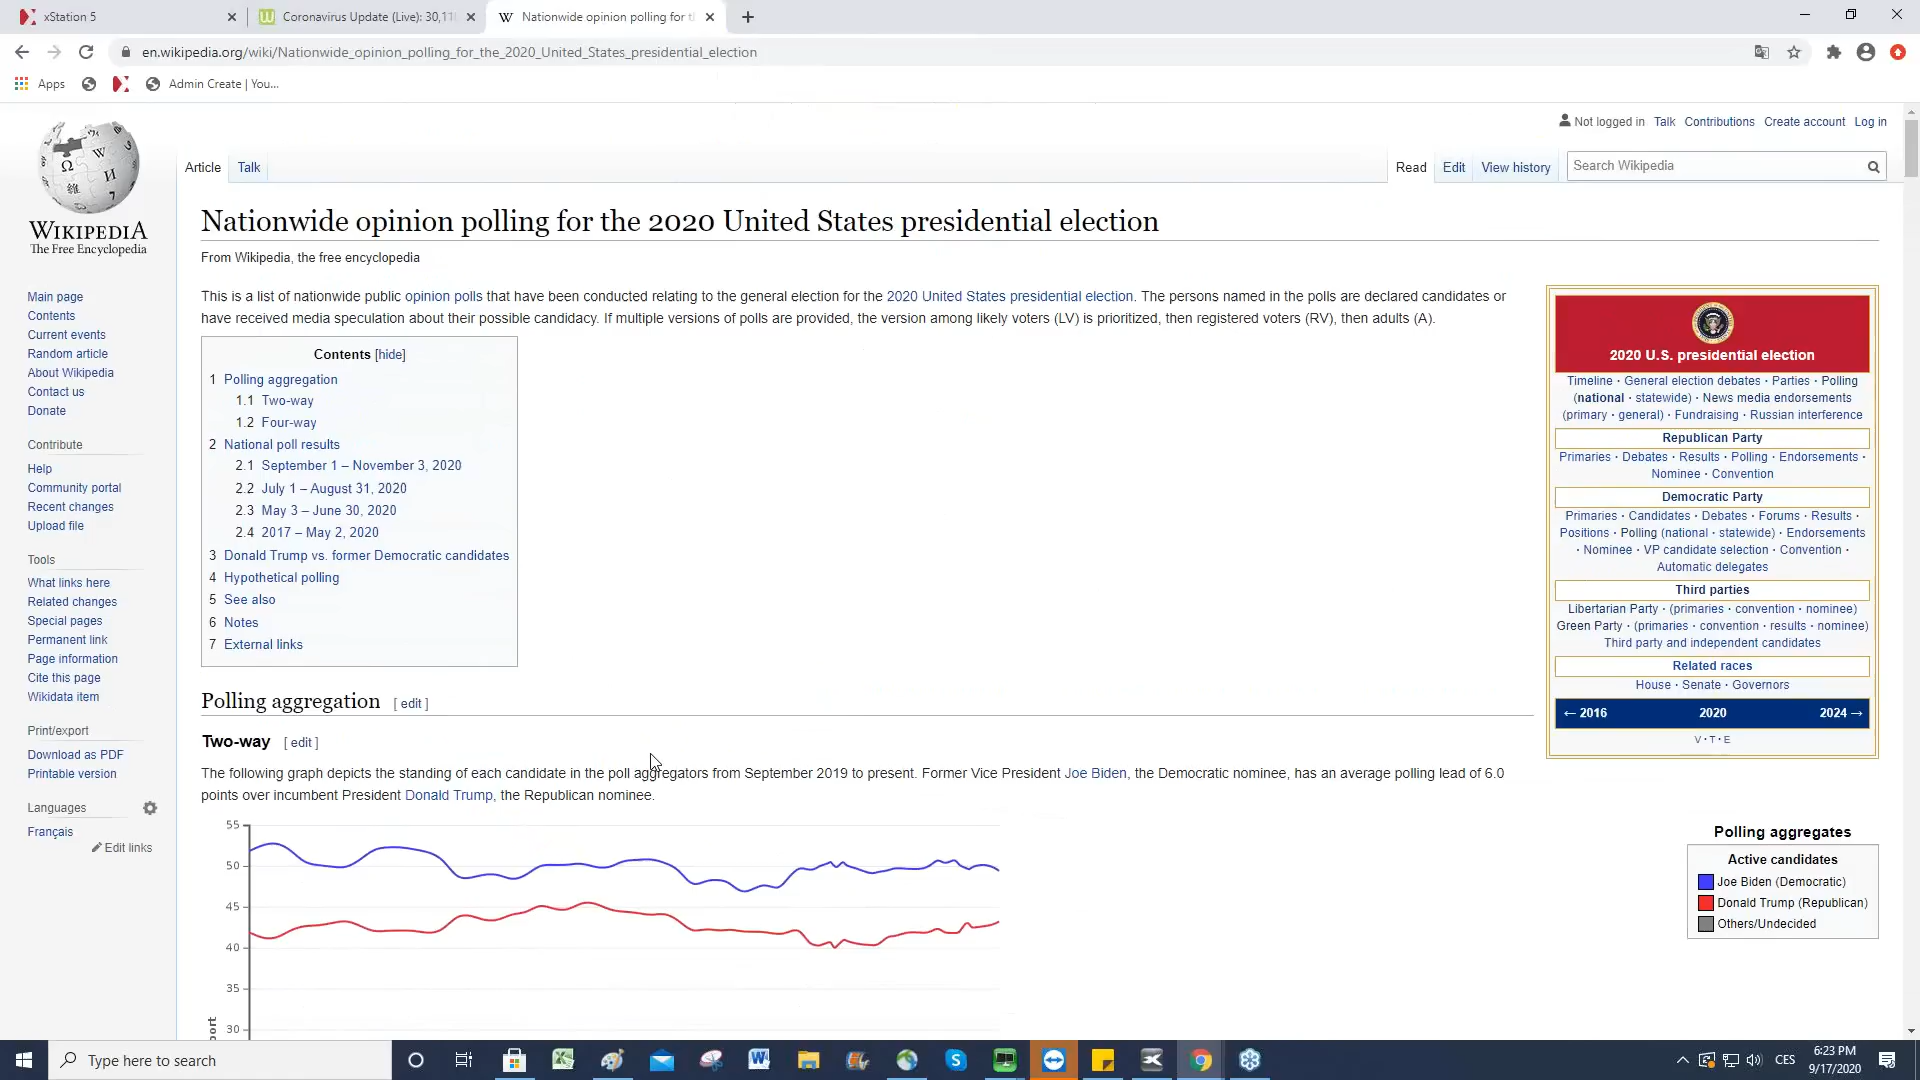 xStation 5
Coronavirus Update (Live): 30,11
Nationwide opinion polling for t
en.wikipedia.org/wiki/Nationwide_opinion_polling_for_the_2020_United_States_presidential_election
Apps
Admin Create | You...
Not logged in Talk Contributions Create account Log in
Article Talk
Read Edit View history Search Wikipedia
WIKIPEDIA
The Free Encyclopedia
Main page
Contents
Current events
Random article
About Wikipedia
Contact us
Donate
Contribute
Help
Community portal
Recent changes
Upload file
Tools
What links here
Related changes
Special pages
Permanent link
Page information
Cite this page
Wikidata item
Print/export
Download as PDF
Printable version
Languages
Français
Edit links
Nationwide opinion polling for the 2020 United States presidential election
From Wikipedia, the free encyclopedia
This is a list of nationwide public opinion polls that have been conducted relating to the general election for the 2020 United States presidential election. The persons named in the polls are declared candidates or
have received media speculation about their possible candidacy. If multiple versions of polls are provided, the version among likely voters (LV) is prioritized, then registered voters (RV), then adults (A).
Contents [hide]
1 Polling aggregation
1.1 Two-way
1.2 Four-way
2 National poll results
2.1 September 1 – November 3, 2020
2.2 July 1 – August 31, 2020
2.3 May 3 – June 30, 2020
2.4 2017 – May 2, 2020
3 Donald Trump vs. former Democratic candidates
4 Hypothetical polling
5 See also
6 Notes
7 External links
2020 U.S. presidential election
Timeline · General election debates · Parties · Polling
(national · statewide) · News media endorsements
(primary · general) · Fundraising · Russian interference
Republican Party
Primaries · Debates · Results · Polling · Endorsements ·
Nominee · Convention
Democratic Party
Primaries · Candidates · Debates · Forums · Results ·
Positions · Polling (national · statewide) · Endorsements
· Nominee · VP candidate selection · Convention ·
Automatic delegates
Third parties
Libertarian Party · (primaries · convention · nominee)
Green Party · (primaries · convention · results · nominee)
Third party and independent candidates
Related races
House · Senate · Governors
← 2016 2020 2024 →
V · T · E
Polling aggregation [ edit ]
Two-way [ edit ]
The following graph depicts the standing of each candidate in the poll aggregators from September 2019 to present. Former Vice President Joe Biden, the Democratic nominee, has an average polling lead of 6.0
points over incumbent President Donald Trump, the Republican nominee.
55
50
45
40
35
30
port
Polling aggregates
Active candidates
Joe Biden (Democratic)
Donald Trump (Republican)
Others/Undecided
Type here to search
CES
6:23 PM
9/17/2020